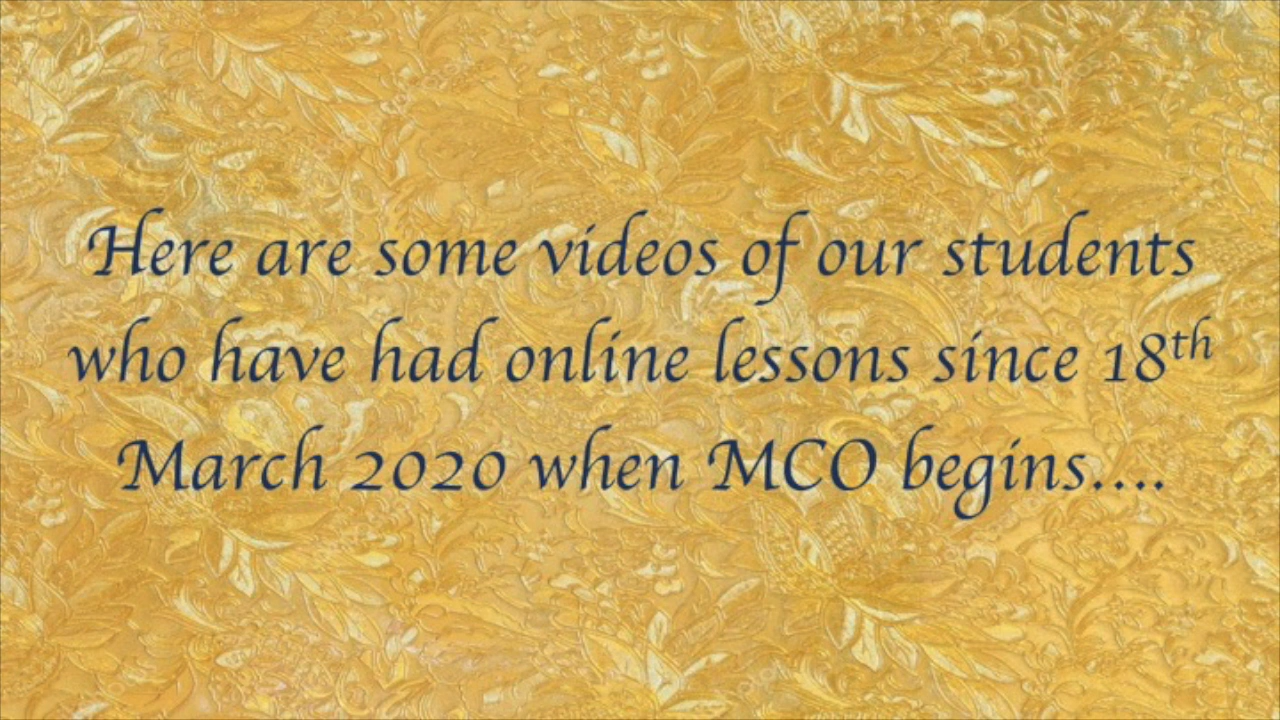 Here are some videos of our students
who have had online lessons since 18th
March 2020 when MCO begins....